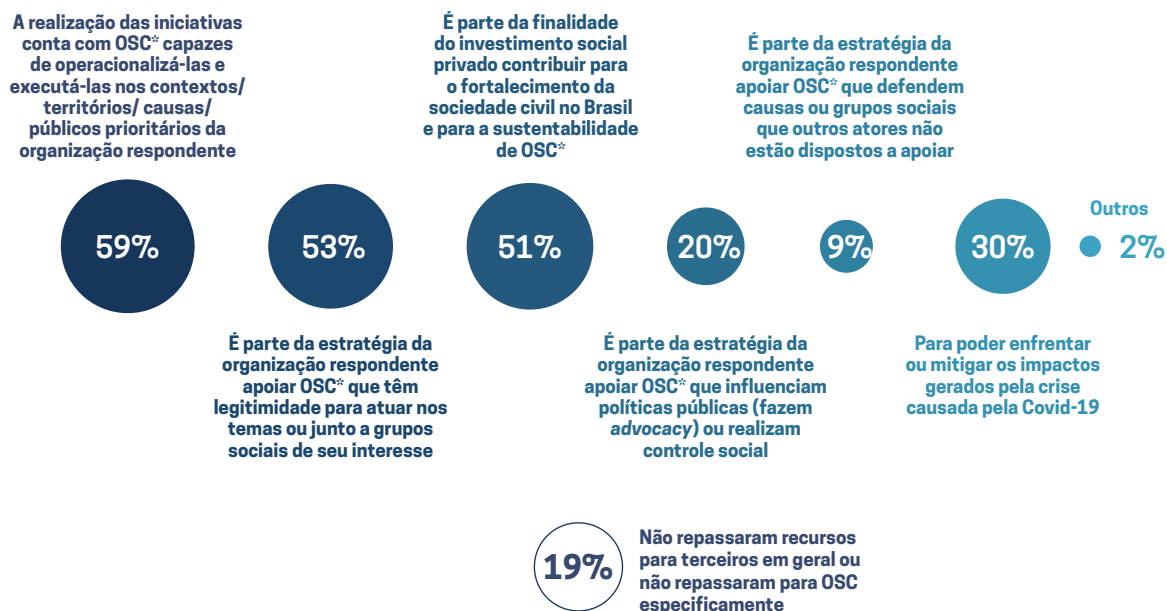 A realização das iniciativas
conta com OSC* capazes
de operacionalizá-las e
executá-las nos contextos/
territórios/ causas/
públicos prioritários da
organização respondente
59%
É parte da estratégia da
organização respondente
apoiar OSC* que têm
legitimidade para atuar nos
temas ou junto a grupos
sociais de seu interesse
53%
É parte da finalidade
do investimento social
privado contribuir para
o fortalecimento da
sociedade civil no Brasil
e para a sustentabilidade
de OSC*
51%
É parte da estratégia da
organização respondente
apoiar OSC* que influenciam
políticas públicas (fazem
advocacy) ou realizam
controle social
20%
É parte da estratégia da
organização respondente
apoiar OSC* que defendem
causas ou grupos sociais
que outros atores não
estão dispostos a apoiar
9%
Para poder enfrentar
ou mitigar os impactos
gerados pela crise
causada pela Covid-19
30%
Outros
2%
19%
Não repassaram recursos
para terceiros em geral ou
não repassaram para OSC
especificamente